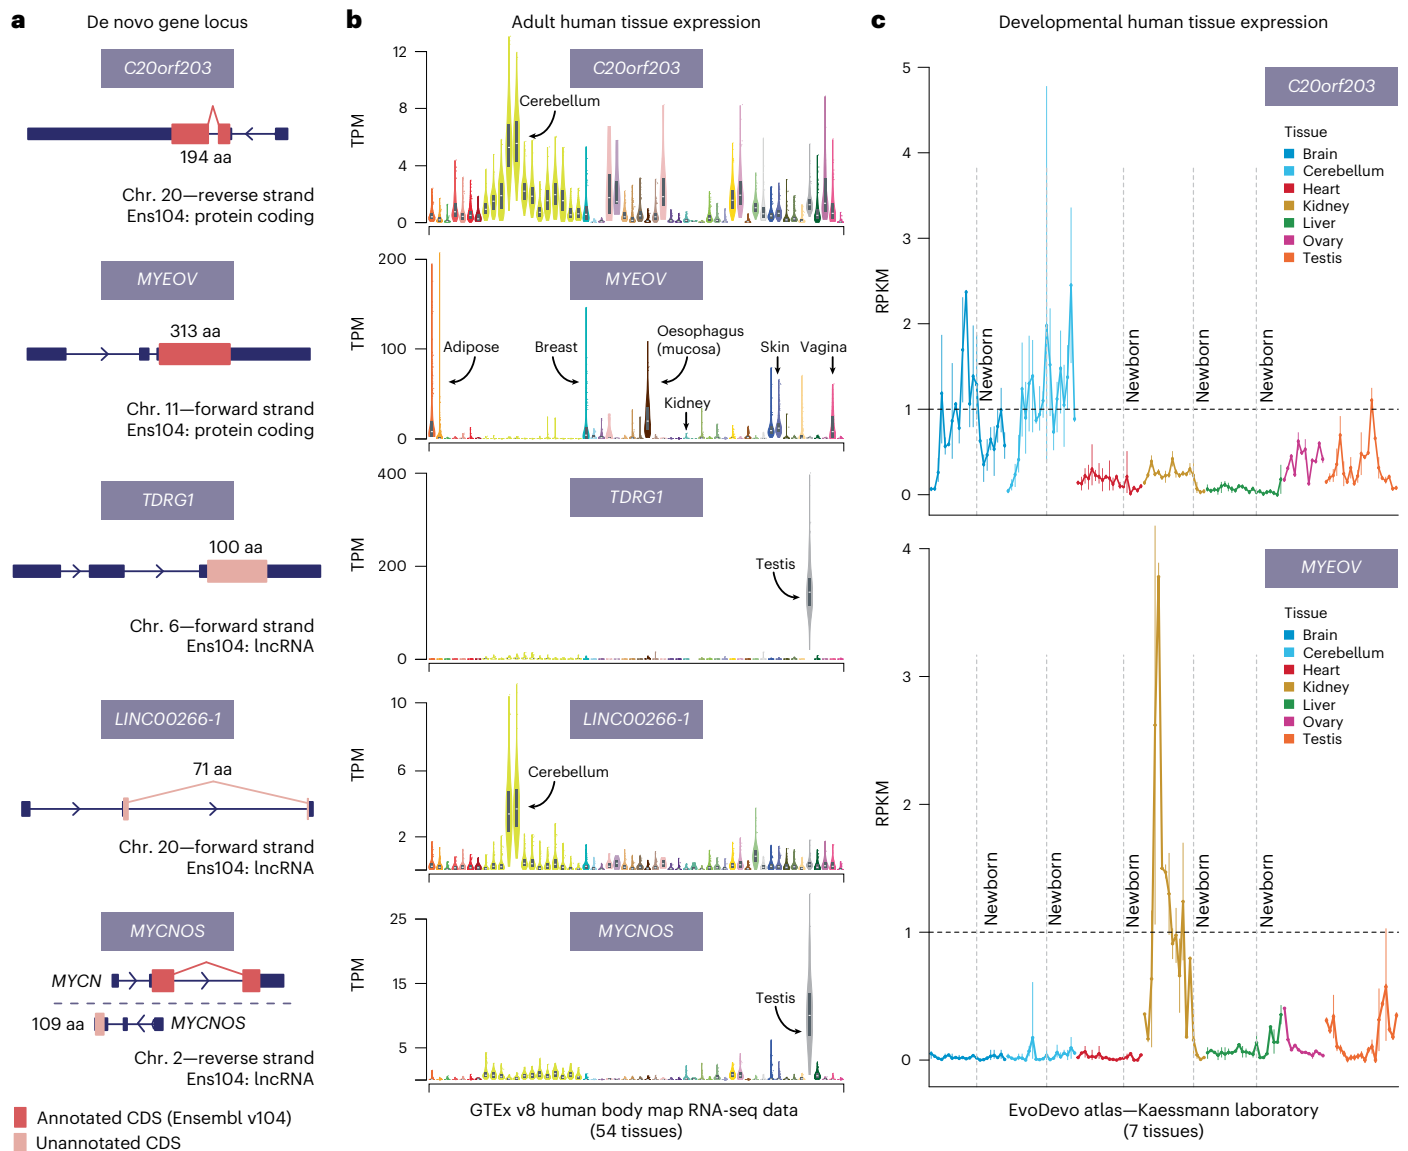 a
De novo gene locus
C20orf203
194 aa
Chr. 20—reverse strand
Ens104: protein coding
MYEOV
313 aa
Chr. 11—forward strand
Ens104: protein coding
TDRG1
100 aa
Chr. 6—forward strand
Ens104: lncRNA
LINC00266-1
71 aa
Chr. 20—forward strand
Ens104: lncRNA
MYCNOS
MYCN
109 aa
MYCNOS
Chr. 2—reverse strand
Ens104: lncRNA
Annotated CDS (Ensembl v104)
Unannotated CDS
b
Adult human tissue expression
C20orf203
TPM
12
8
4
0
Cerebellum
MYEOV
TPM
200
100
0
Adipose
Breast
Oesophagus
(mucosa)
Kidney
Skin
Vagina
TDRG1
TPM
400
200
0
Testis
LINC00266-1
TPM
10
6
2
Cerebellum
MYCNOS
TPM
25
15
5
Testis
GTEx v8 human body map RNA-seq data
(54 tissues)
c
Developmental human tissue expression
C20orf203
RPKM
5
4
3
2
1
0
Tissue
Brain
Cerebellum
Heart
Kidney
Liver
Ovary
Testis
Newborn
Newborn
Newborn
Newborn
MYEOV
RPKM
4
3
2
1
0
Tissue
Brain
Cerebellum
Heart
Kidney
Liver
Ovary
Testis
Newborn
Newborn
Newborn
Newborn
Newborn
EvoDevo atlas—Kaessmann laboratory
(7 tissues)